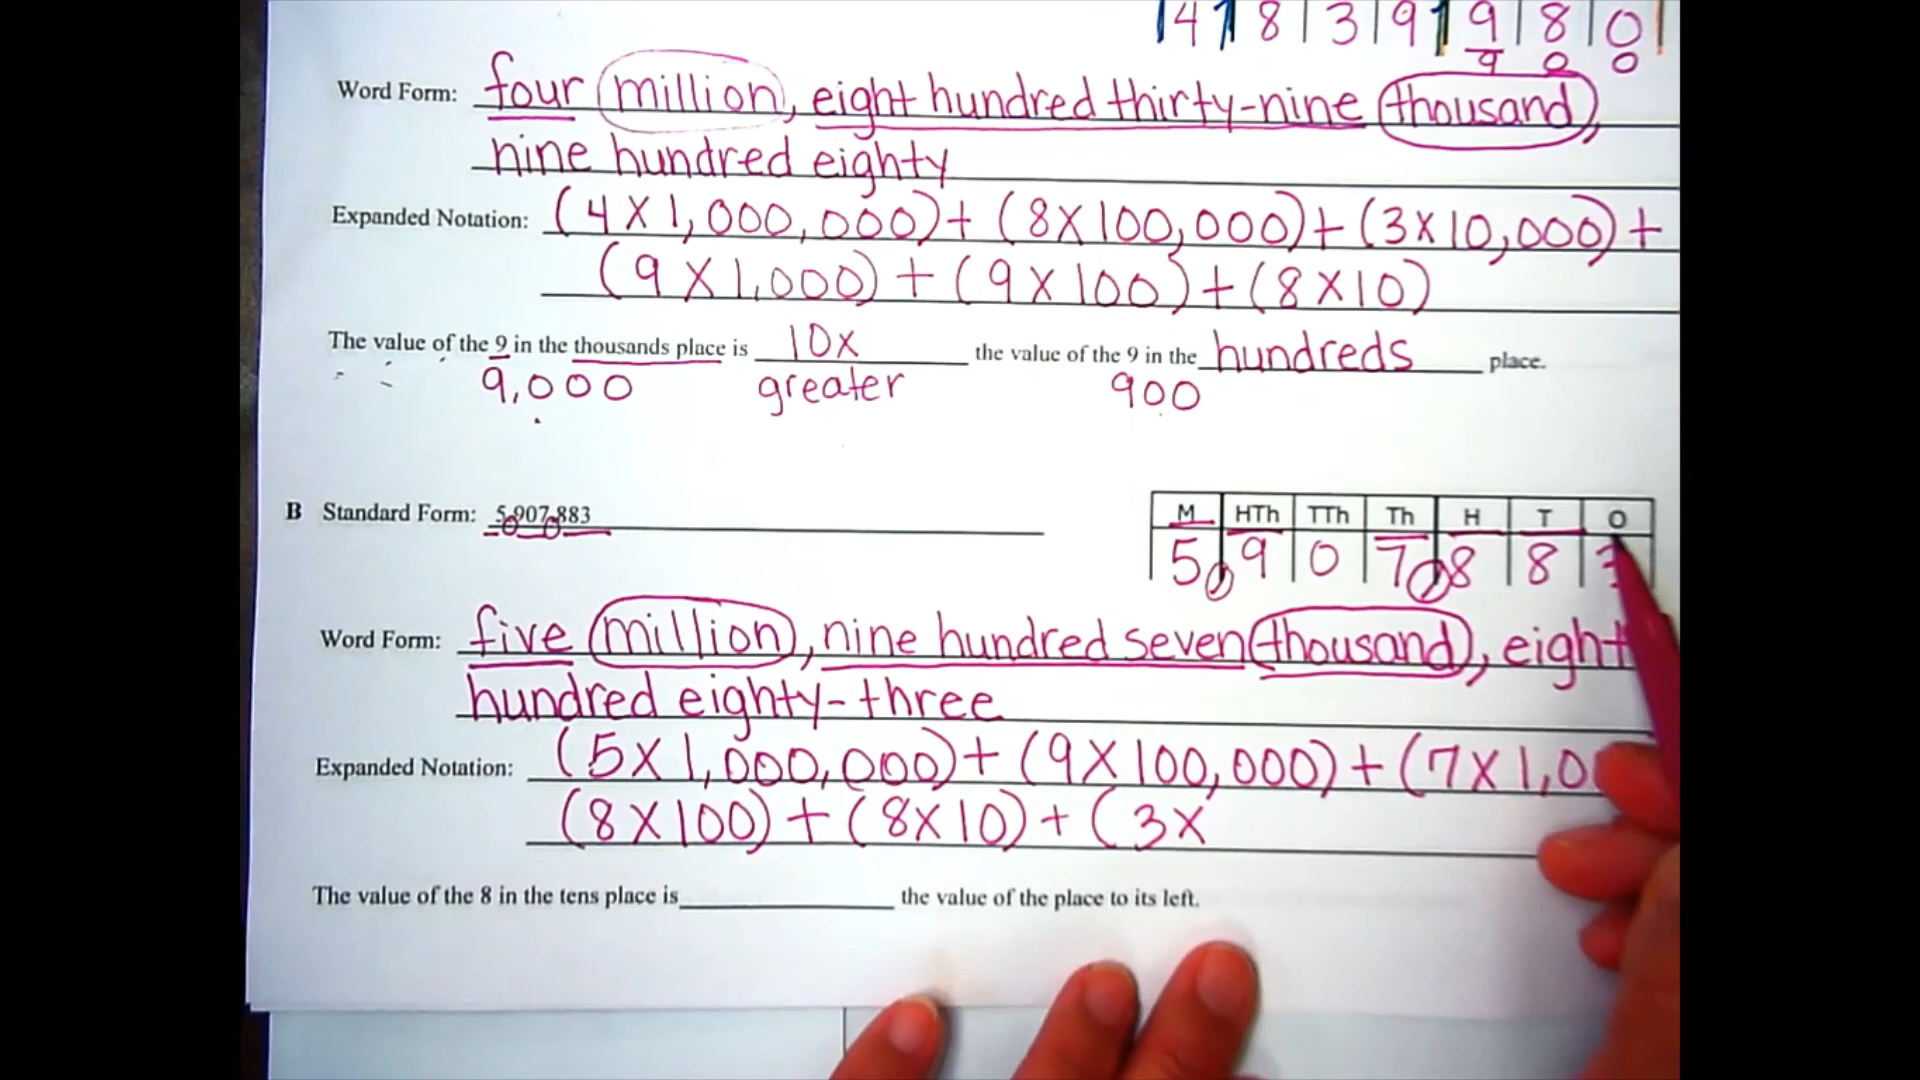 4 , 8 3 9 , 9 8 0
9 0 0
Word Form: four million, eight hundred thirty-nine thousand,
nine hundred eighty
Expanded Notation: (4 X 1,000,000) + (8 X 100,000) + (3 X 10,000) +
(9 X 1,000) + (9 X 100) + (8 X 10)
The value of the 9 in the thousands place is 10x the value of the 9 in the hundreds place.
9,000 greater 900
B Standard Form: 5,907,883
M HTh TTh Th H T O
5, 9 0 7, 8 8
Word Form: five million, nine hundred seven thousand, eight
hundred eighty-three
Expanded Notation: (5 X 1,000,000) + (9 X 100,000) + (7 X 1,0
(8 X 100) + (8 X 10) + (3 X
The value of the 8 in the tens place is the value of the place to its left.